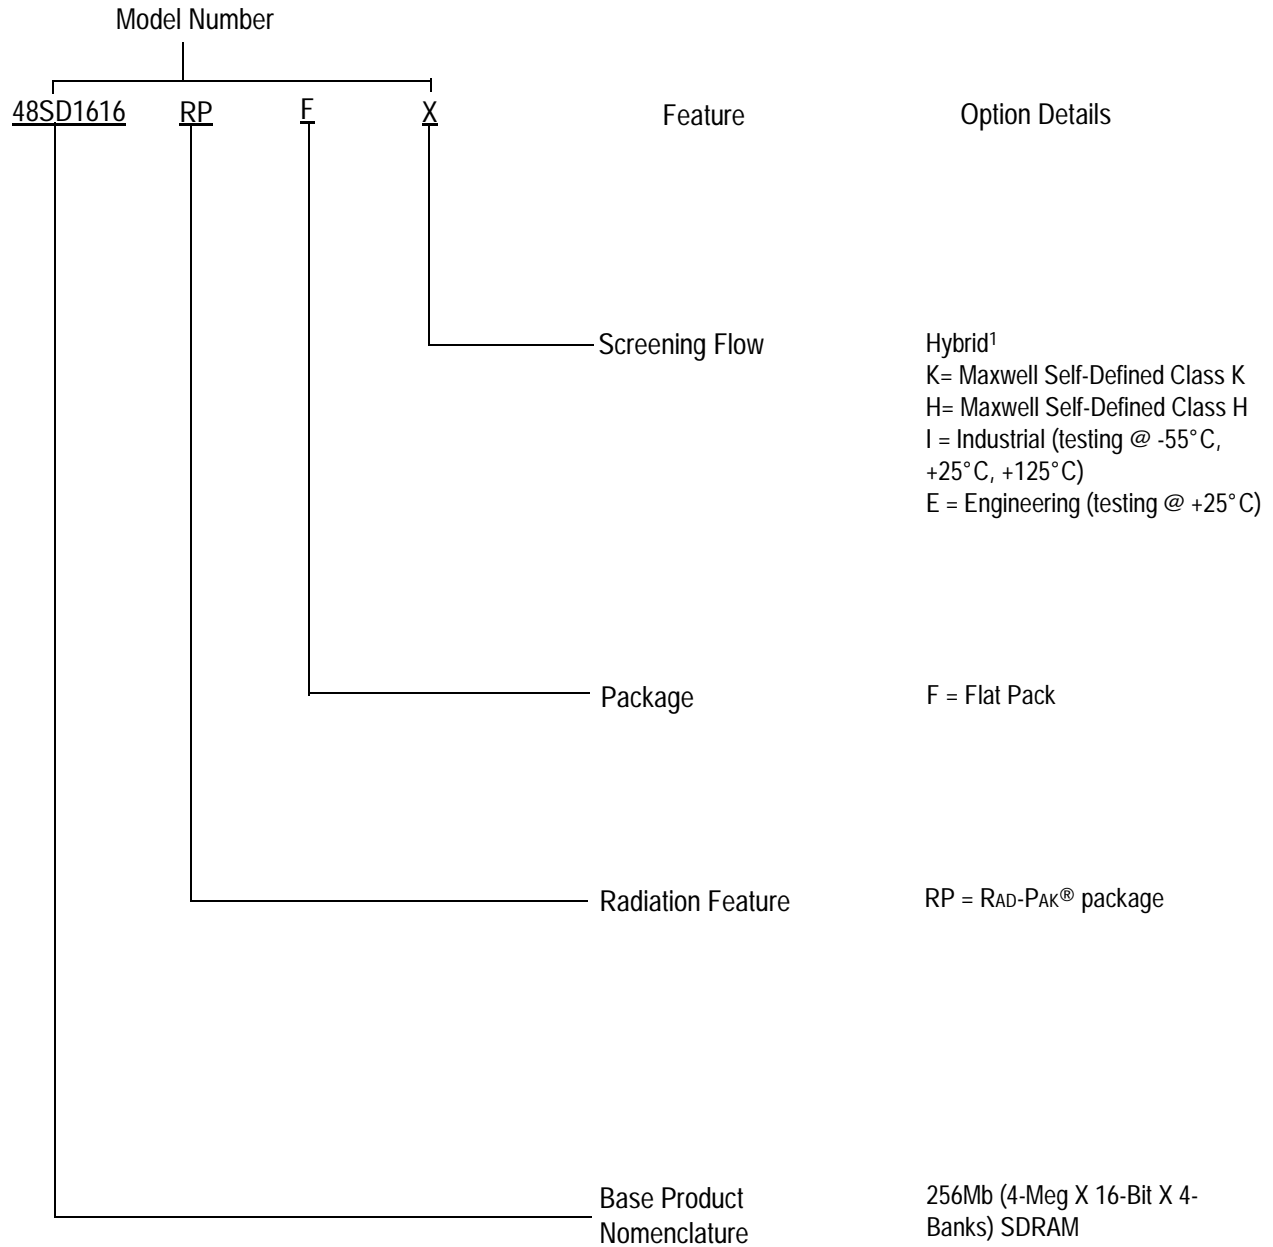 Model Number
48SD1616 RP F X Feature Option Details
Screening Flow
Hybrid1
K= Maxwell Self-Defined Class K
H= Maxwell Self-Defined Class H
I = Industrial (testing @ -55°C,
+25°C, +125°C)
E = Engineering (testing @ +25°C)
Package
F = Flat Pack
Radiation Feature
RP = RAD-PAK® package
Base Product
Nomenclature
256Mb (4-Meg X 16-Bit X 4-
Banks) SDRAM